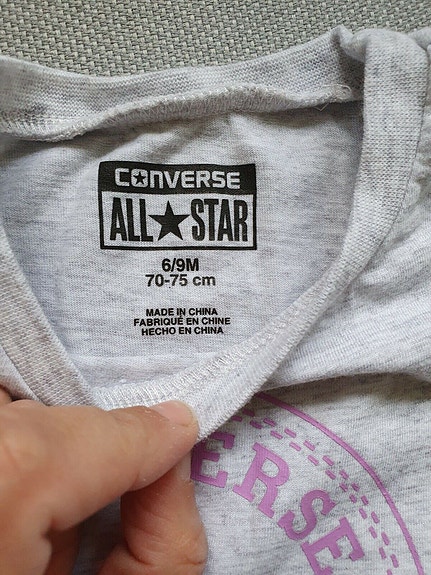 CONVERSE
ALL★STAR
6/9M
70-75 cm
MADE IN CHINA
FABRIQUÉ EN CHINE
HECHO EN CHINA
ERSE